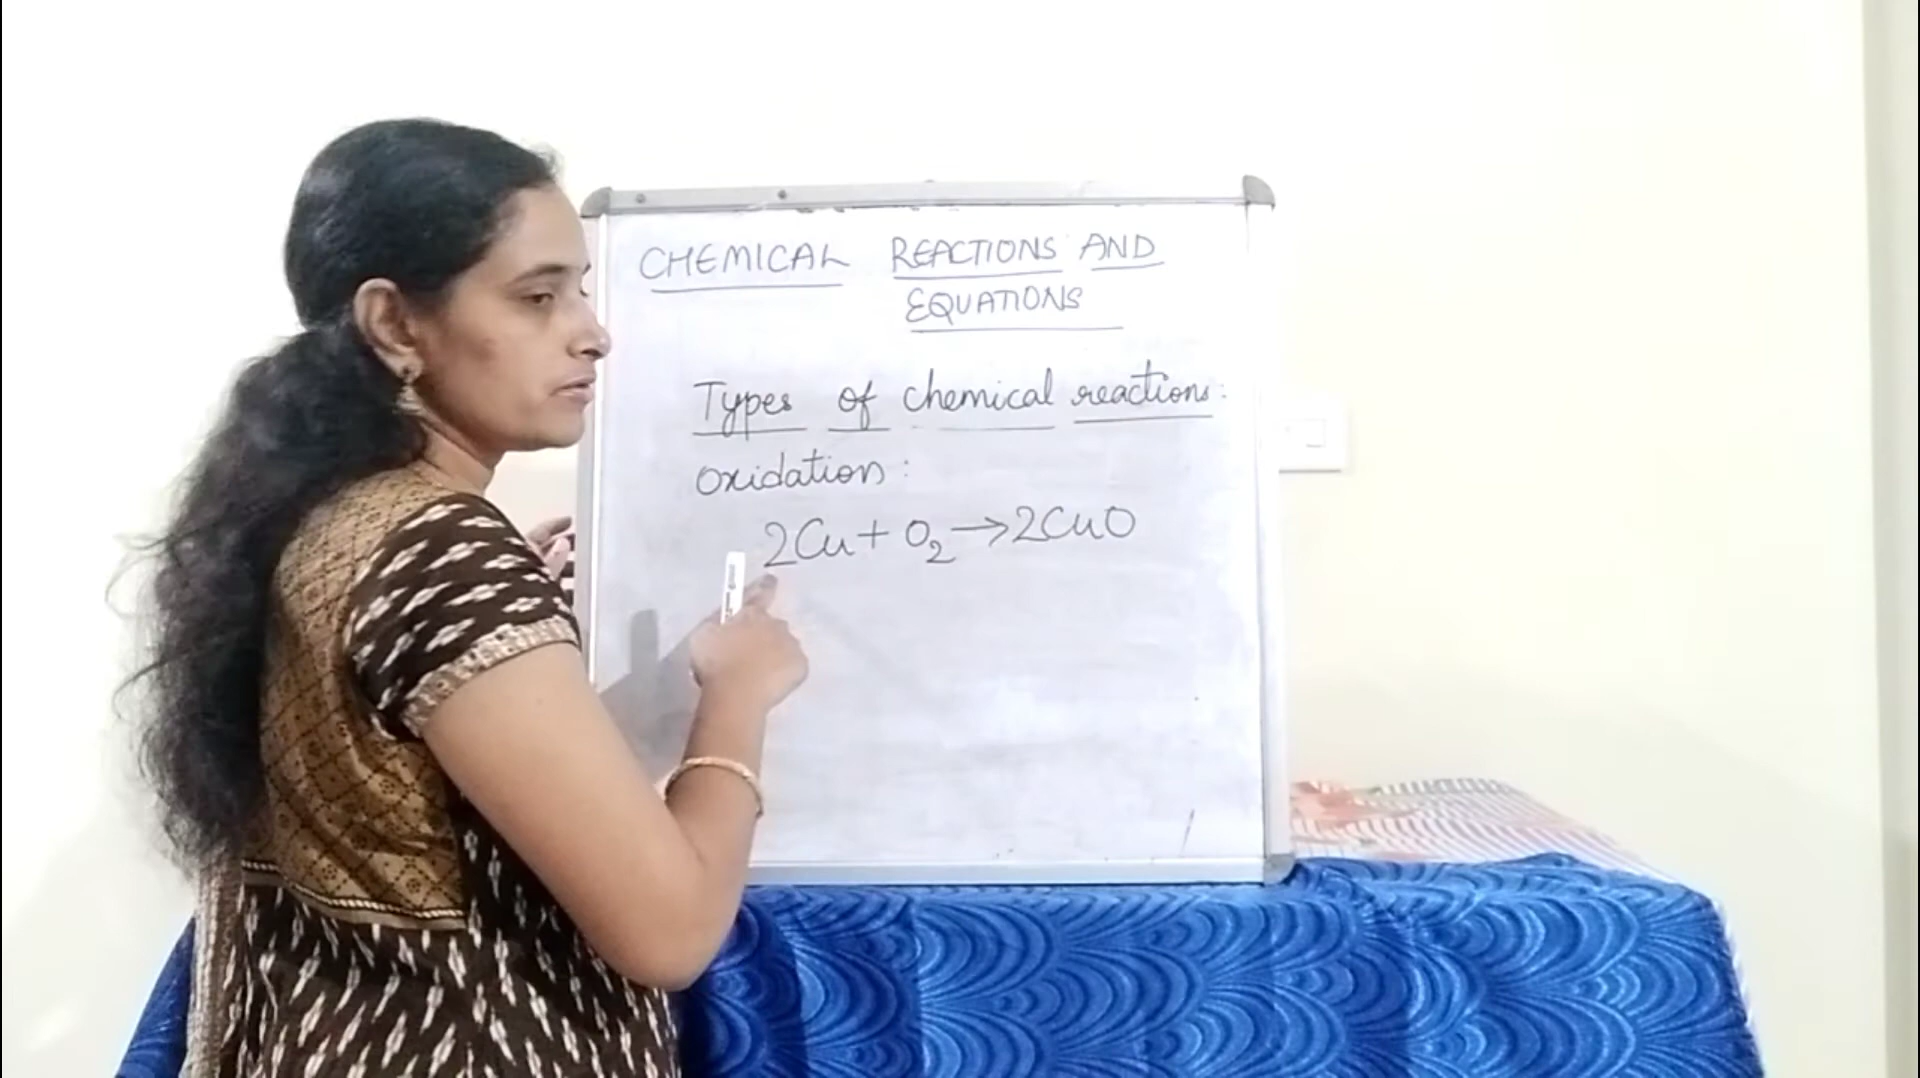 CHEMICAL REACTIONS AND
EQUATIONS
Types of chemical reactions:
Oxidation:
2Cu + O₂ → 2CuO